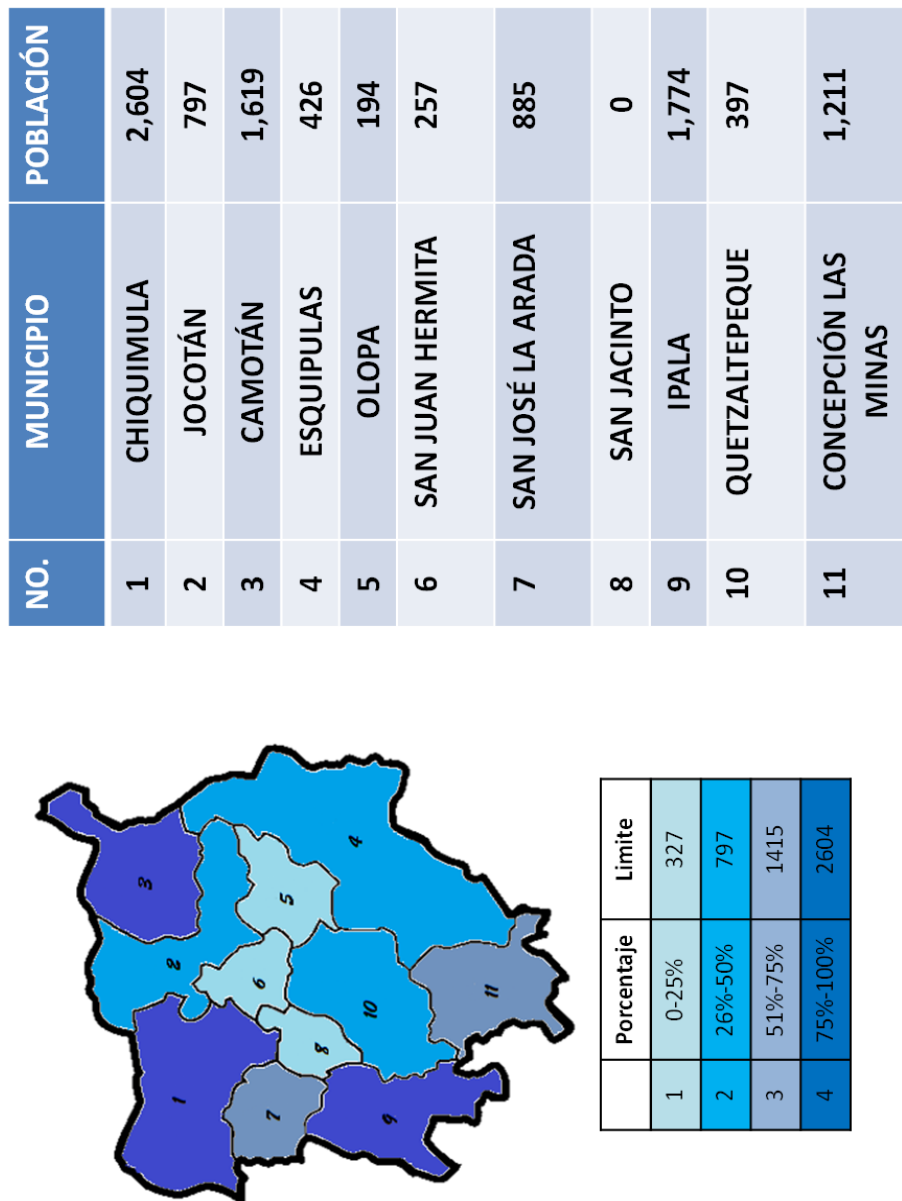 NO. MUNICIPIO POBLACIÓN
1 CHIQUIMULA 2,604
2 JOCOTÁN 797
3 CAMOTÁN 1,619
4 ESQUIPULAS 426
5 OLOPA 194
6 SAN JUAN HERMITA 257
7 SAN JOSÉ LA ARADA 885
8 SAN JACINTO 0
9 IPALA 1,774
10 QUETZALTEPEQUE 397
11 CONCEPCIÓN LAS 1,211
MINAS
3
2
1
4
5
6
8
7
10
9
11
Porcentaje Limite
1 0-25% 327
2 26%-50% 797
3 51%-75% 1415
4 75%-100% 2604